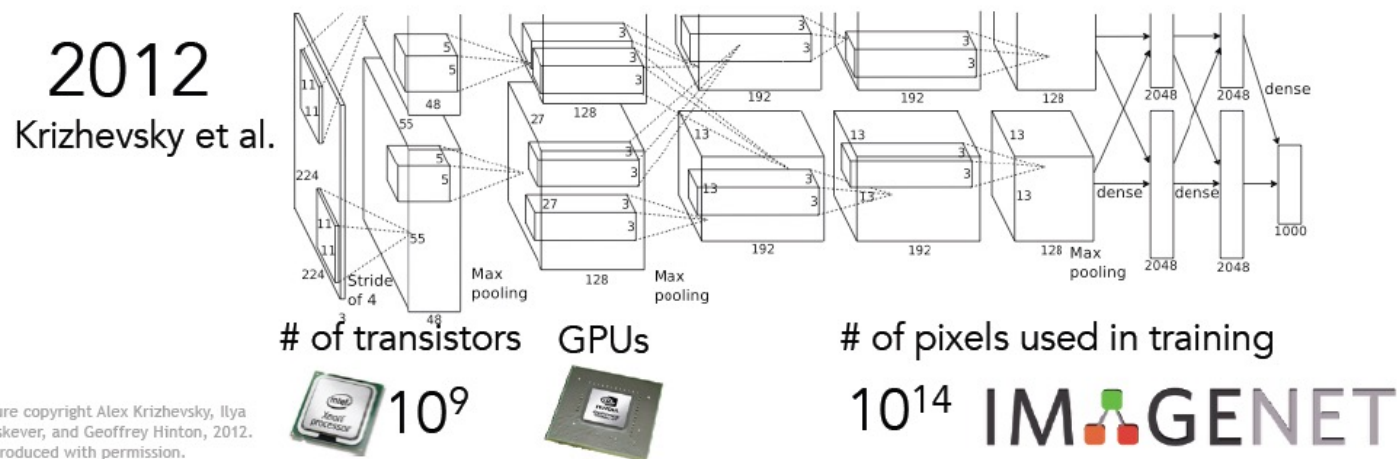 2012
Krizhevsky et al.
11
11
224
11
11
224
3
Stride
of 4
5
5
48
55
5
5
55
48
Max
pooling
3
3
128
27
3
3
27
3
3
128
Max
pooling
3
3
192
13
13
3
3
192
3
3
192
13
3
3
13
192
128
13
13
128
Max
pooling
dense
2048
2048
dense
2048
dense
2048
1000
# of transistors
GPUs
# of pixels used in training
intel
Xeon
processor
10⁹
NVIDIA
10¹⁴
IMAGENET
ure copyright Alex Krizhevsky, Ilya
skever, and Geoffrey Hinton, 2012.
roduced with permission.